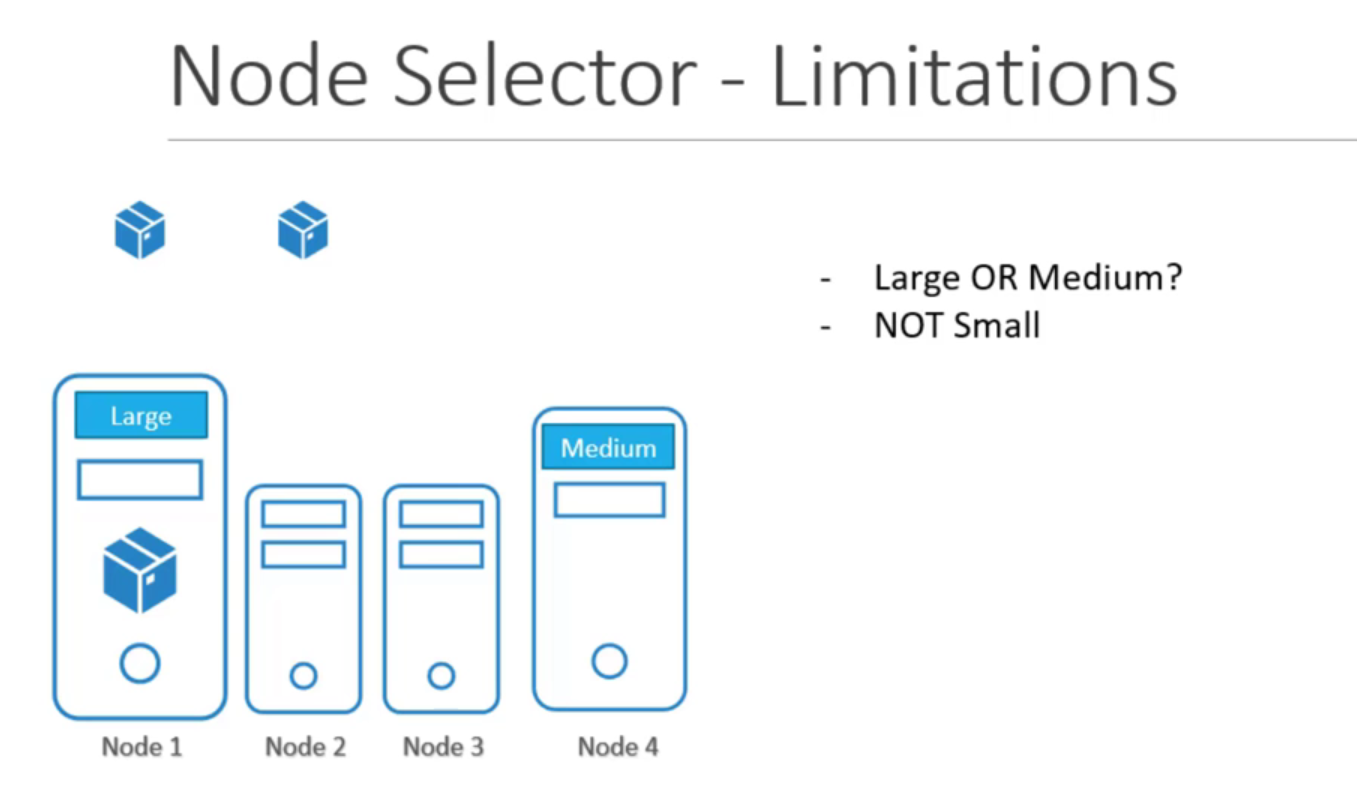 Node Selector - Limitations
- Large OR Medium?
- NOT Small
Large
Medium
Node 1
Node 2
Node 3
Node 4